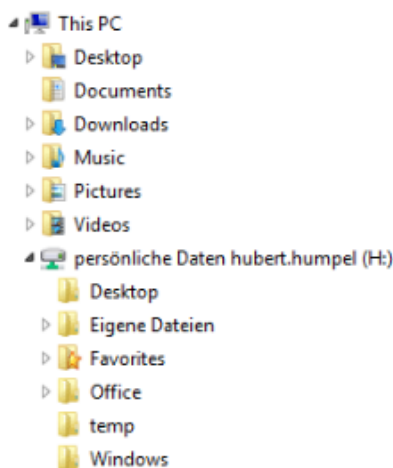 This PC
Desktop
Documents
Downloads
Music
Pictures
Videos
persönliche Daten hubert.humpel (H:)
Desktop
Eigene Dateien
Favorites
Office
temp
Windows